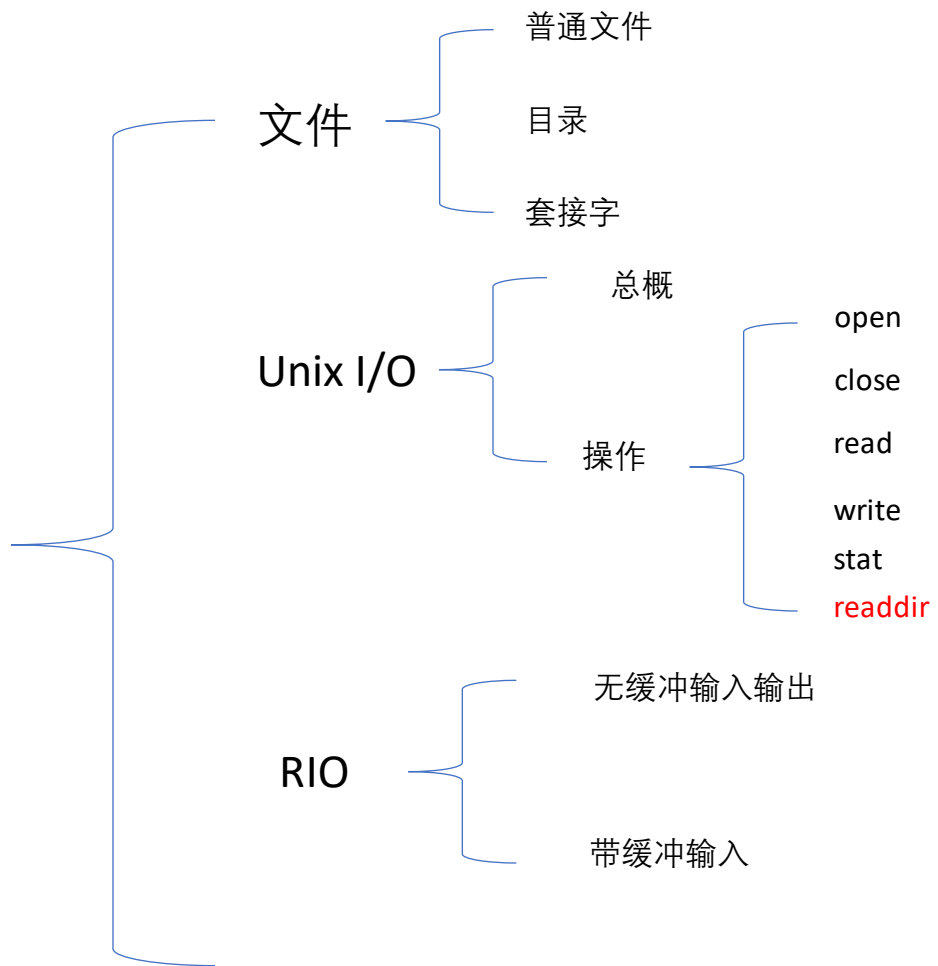 文件
普通文件
目录
套接字
Unix I/O
总概
操作
open
close
read
write
stat
readdir
RIO
无缓冲输入输出
带缓冲输入